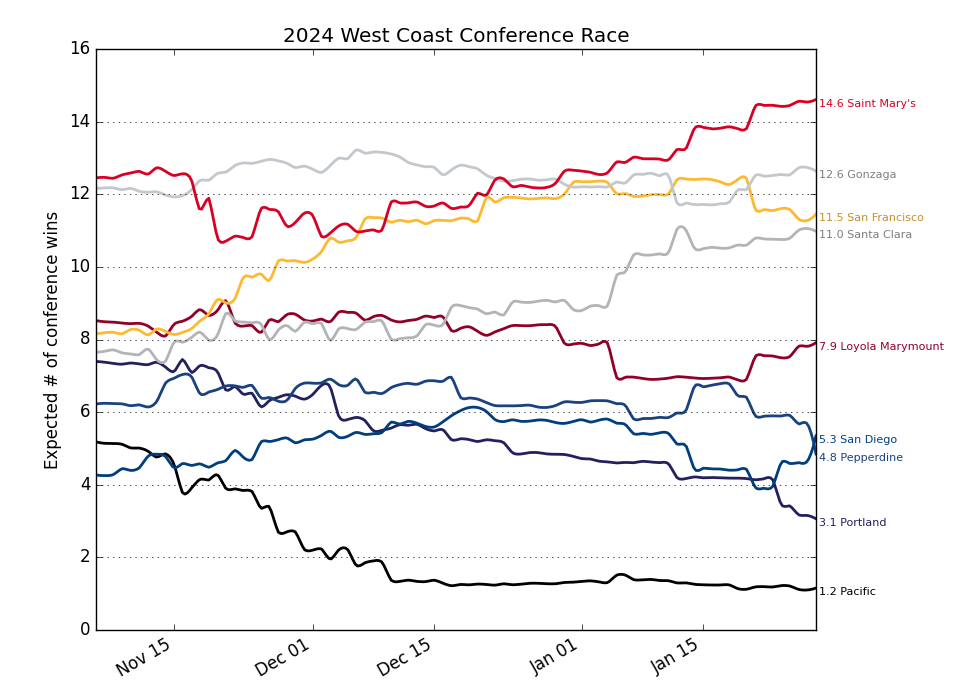 2024 West Coast Conference Race
Expected # of conference wins
16
14
12
10
8
6
4
2
0
Nov 15
Dec 01
Dec 15
Jan 01
Jan 15
14.6 Saint Mary's
12.6 Gonzaga
11.5 San Francisco
11.0 Santa Clara
7.9 Loyola Marymount
5.3 San Diego
4.8 Pepperdine
3.1 Portland
1.2 Pacific